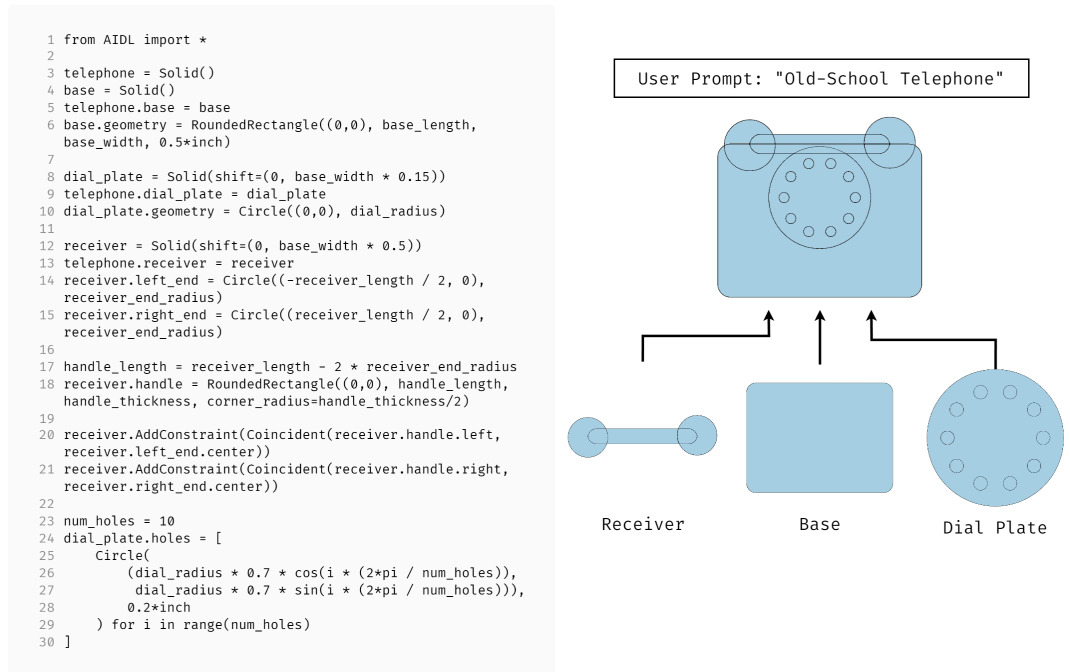 1 from AIDL import *
2
3 telephone = Solid()
4 base = Solid()
5 telephone.base = base
6 base.geometry = RoundedRectangle((0,0), base_length,
base_width, 0.5*inch)
7
8 dial_plate = Solid(shift=(0, base_width * 0.15))
9 telephone.dial_plate = dial_plate
10 dial_plate.geometry = Circle((0,0), dial_radius)
11
12 receiver = Solid(shift=(0, base_width * 0.5))
13 telephone.receiver = receiver
14 receiver.left_end = Circle((-receiver_length / 2, 0),
receiver_end_radius)
15 receiver.right_end = Circle((receiver_length / 2, 0),
receiver_end_radius)
16
17 handle_length = receiver_length - 2 * receiver_end_radius
18 receiver.handle = RoundedRectangle((0,0), handle_length,
handle_thickness, corner_radius=handle_thickness/2)
19
20 receiver.AddConstraint(Coincident(receiver.handle.left,
receiver.left_end.center))
21 receiver.AddConstraint(Coincident(receiver.handle.right,
receiver.right_end.center))
22
23 num_holes = 10
24 dial_plate.holes = [
25     Circle(
26         (dial_radius * 0.7 * cos(i * (2*pi / num_holes)),
27          dial_radius * 0.7 * sin(i * (2*pi / num_holes))),
28         0.2*inch
29     ) for i in range(num_holes)
30 ]
User Prompt: "Old-School Telephone"
Receiver
Base
Dial Plate